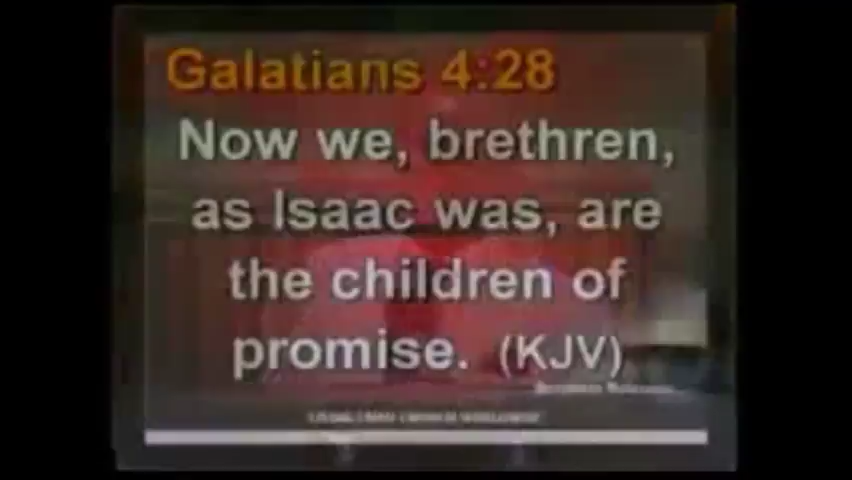 Galatians 4:28
Now we, brethren,
as Isaac was, are
the children of
promise. (KJV)